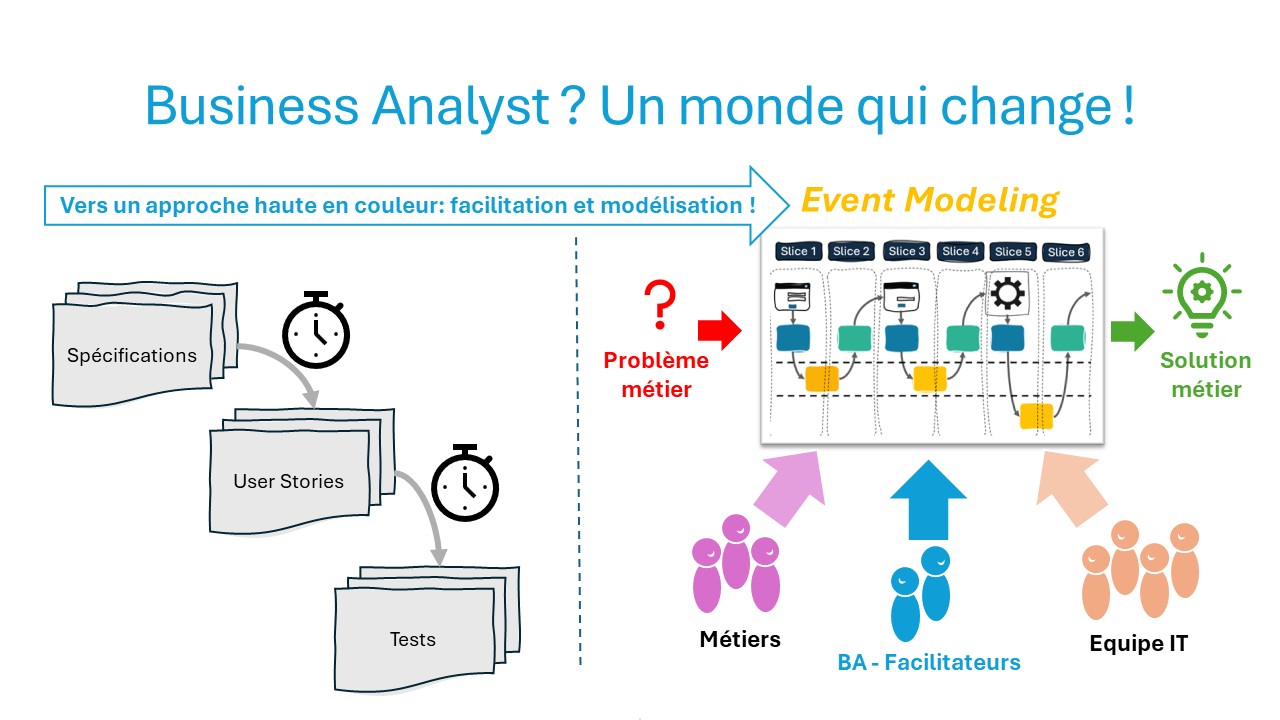 Business Analyst ? Un monde qui change !
Vers un approche haute en couleur: facilitation et modélisation !
Event Modeling
Slice 1
Slice 2
Slice 3
Slice 4
Slice 5
Slice 6
Spécifications
User Stories
Tests
?
Problème
métier
Solution
métier
Métiers
BA - Facilitateurs
Equipe IT